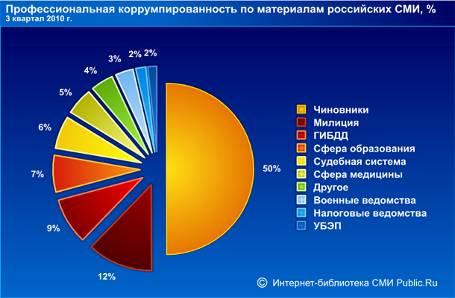 Профессиональная коррумпированность по материалам российских СМИ, %
3 квартал 2010 г.
2% 2%
3%
4%
5%
6%
7%
9%
12%
50%
Чиновники
Милиция
ГИБДД
Сфера образования
Судебная система
Сфера медицины
Другое
Военные ведомства
Налоговые ведомства
УБЭП
© Интернет-библиотека СМИ Public.Ru